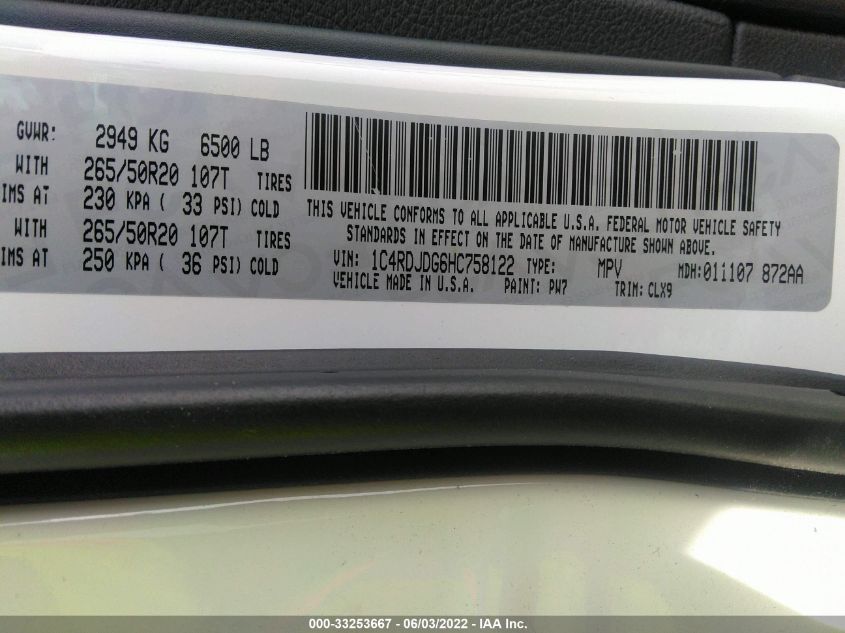 GVWR: 2949 KG 6500 LB
WITH 265/50R20 107T TIRES
IMS AT 230 KPA ( 33 PSI) COLD
WITH 265/50R20 107T TIRES
IMS AT 250 KPA ( 36 PSI) COLD
THIS VEHICLE CONFORMS TO ALL APPLICABLE U.S.A. FEDERAL MOTOR VEHICLE SAFETY
STANDARDS IN EFFECT ON THE DATE OF MANUFACTURE SHOWN ABOVE.
VIN: 1C4RDJDG6HC758122 TYPE: MPV MDH:011107 872AA
VEHICLE MADE IN U.S.A. PAINT: PW7 TRIM: CLX9
000-33253667 - 06/03/2022 - IAA Inc.